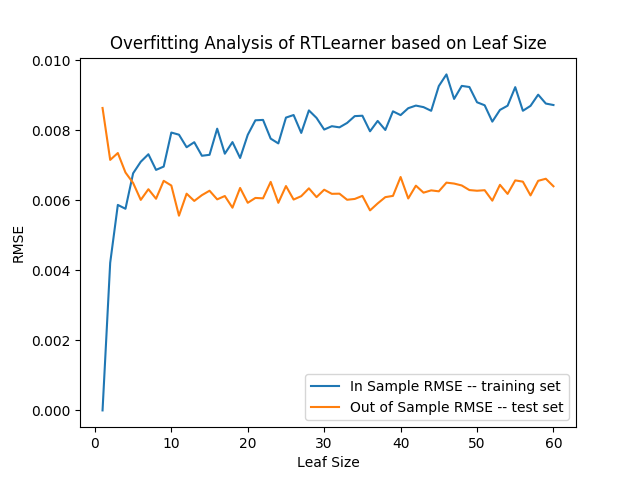 Overfitting Analysis of RTLearner based on Leaf Size
0.010
0.008
0.006
0.004
0.002
0.000
RMSE
In Sample RMSE -- training set
Out of Sample RMSE -- test set
0 10 20 30 40 50 60
Leaf Size